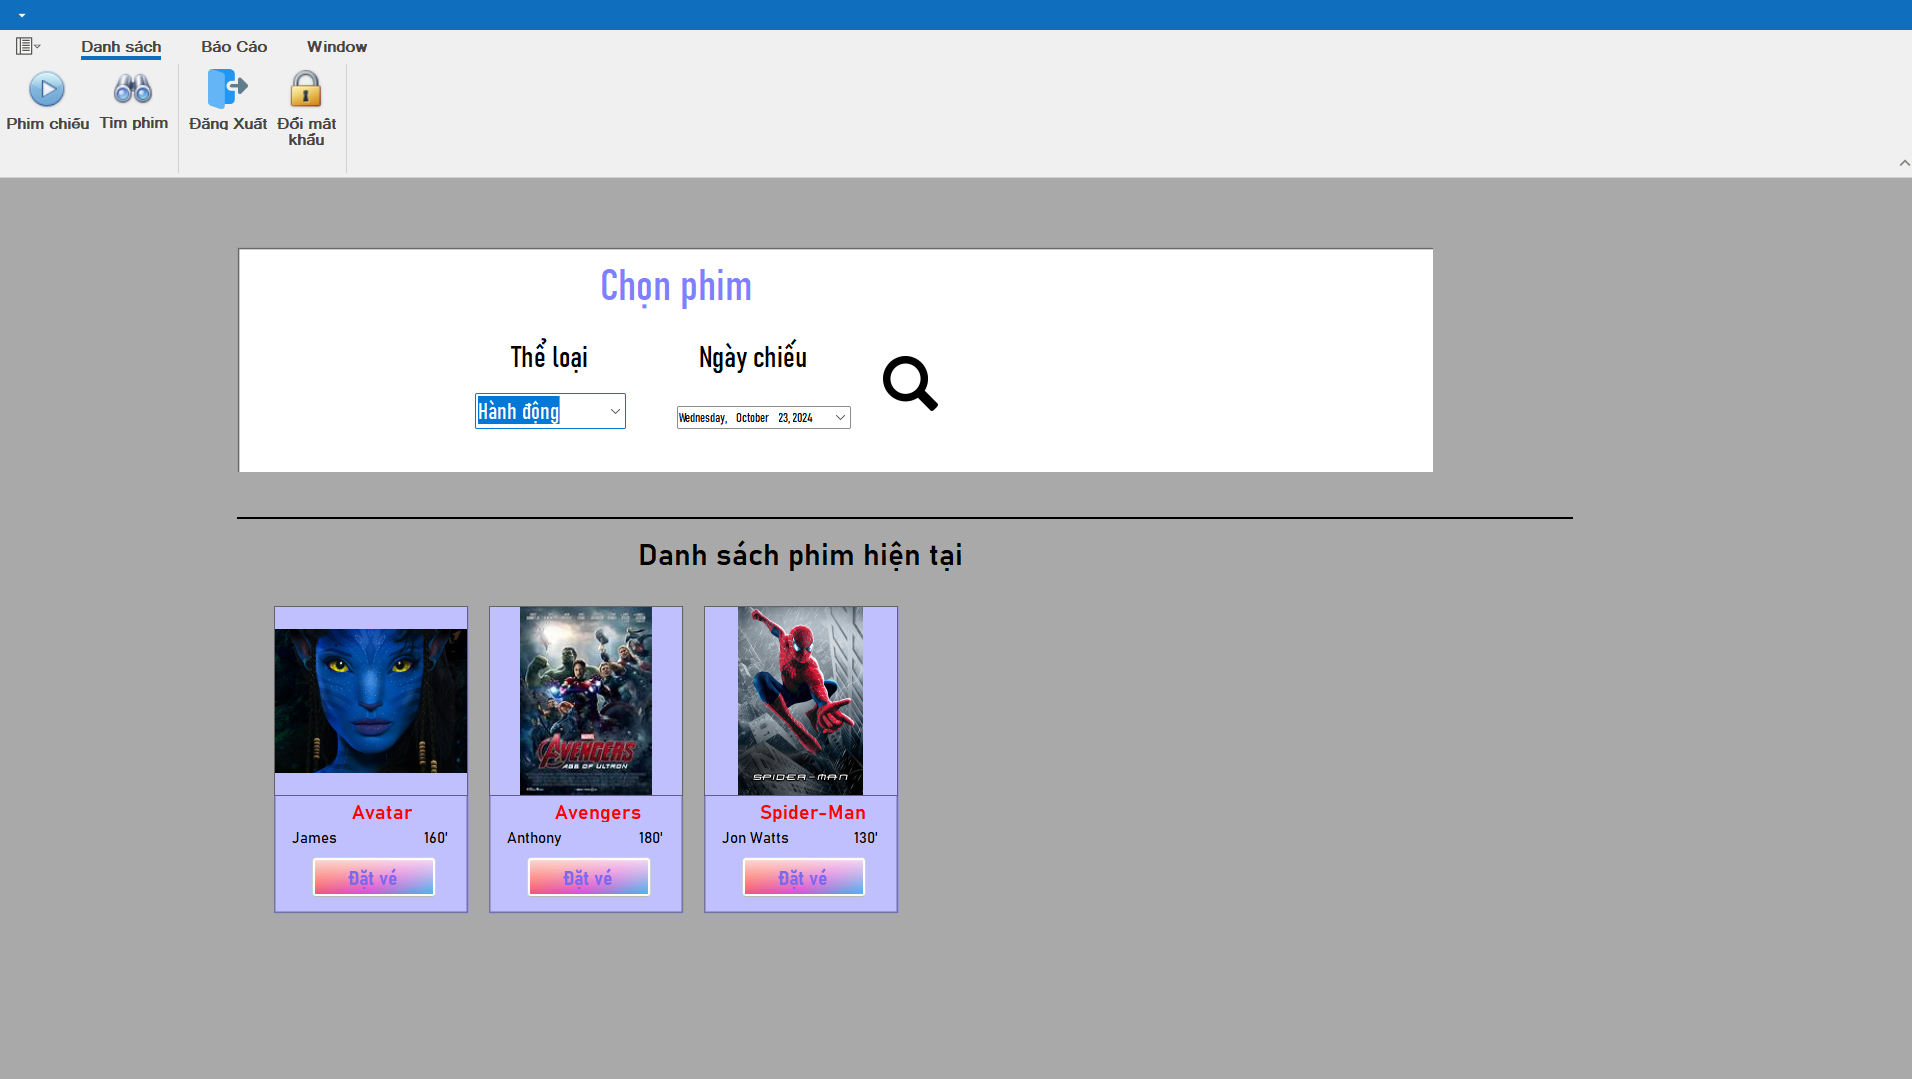 Danh sách Báo Cáo Window
Phim chiếu Tìm phim Đăng Xuất Đổi mật khẩu
Chọn phim
Thể loại Ngày chiếu
Hành động Wednesday, October 23, 2024
Danh sách phim hiện tại
MARVEL
AVENGERS
AGE OF ULTRON
SPIDER-MAN
Avatar Avengers Spider-Man
James 160' Anthony 180' Jon Watts 130'
Đặt vé Đặt vé Đặt vé